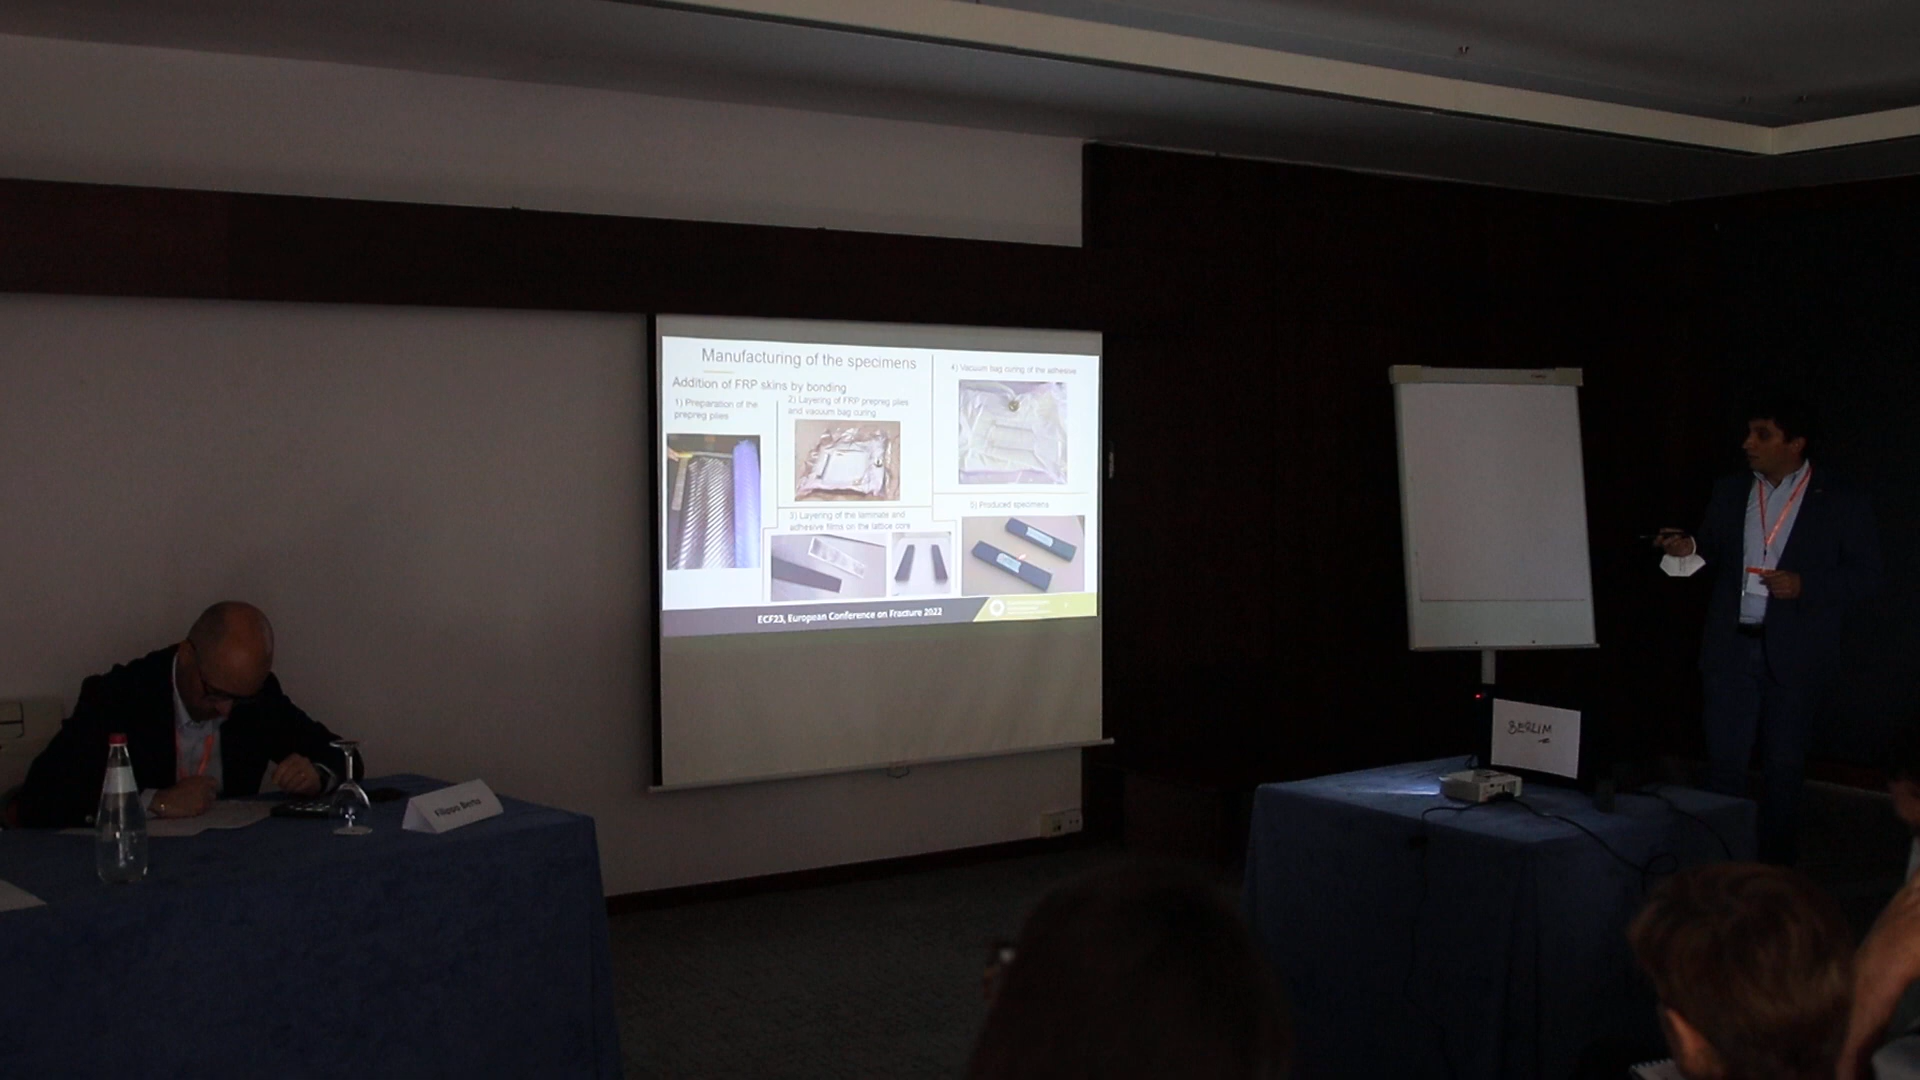 Manufacturing of the specimens
Addition of FRP skins by bonding
1) Preparation of the
prepreg plies
2) Layering of FRP prepreg plies
and vacuum bag curing
3) Layering of the laminate and
adhesive films on the lattice core
4) Vacuum bag curing of the adhesive
5) Produced specimens
ECF23, European Conference on Fracture 2022
Filippo Berto
BERLIM